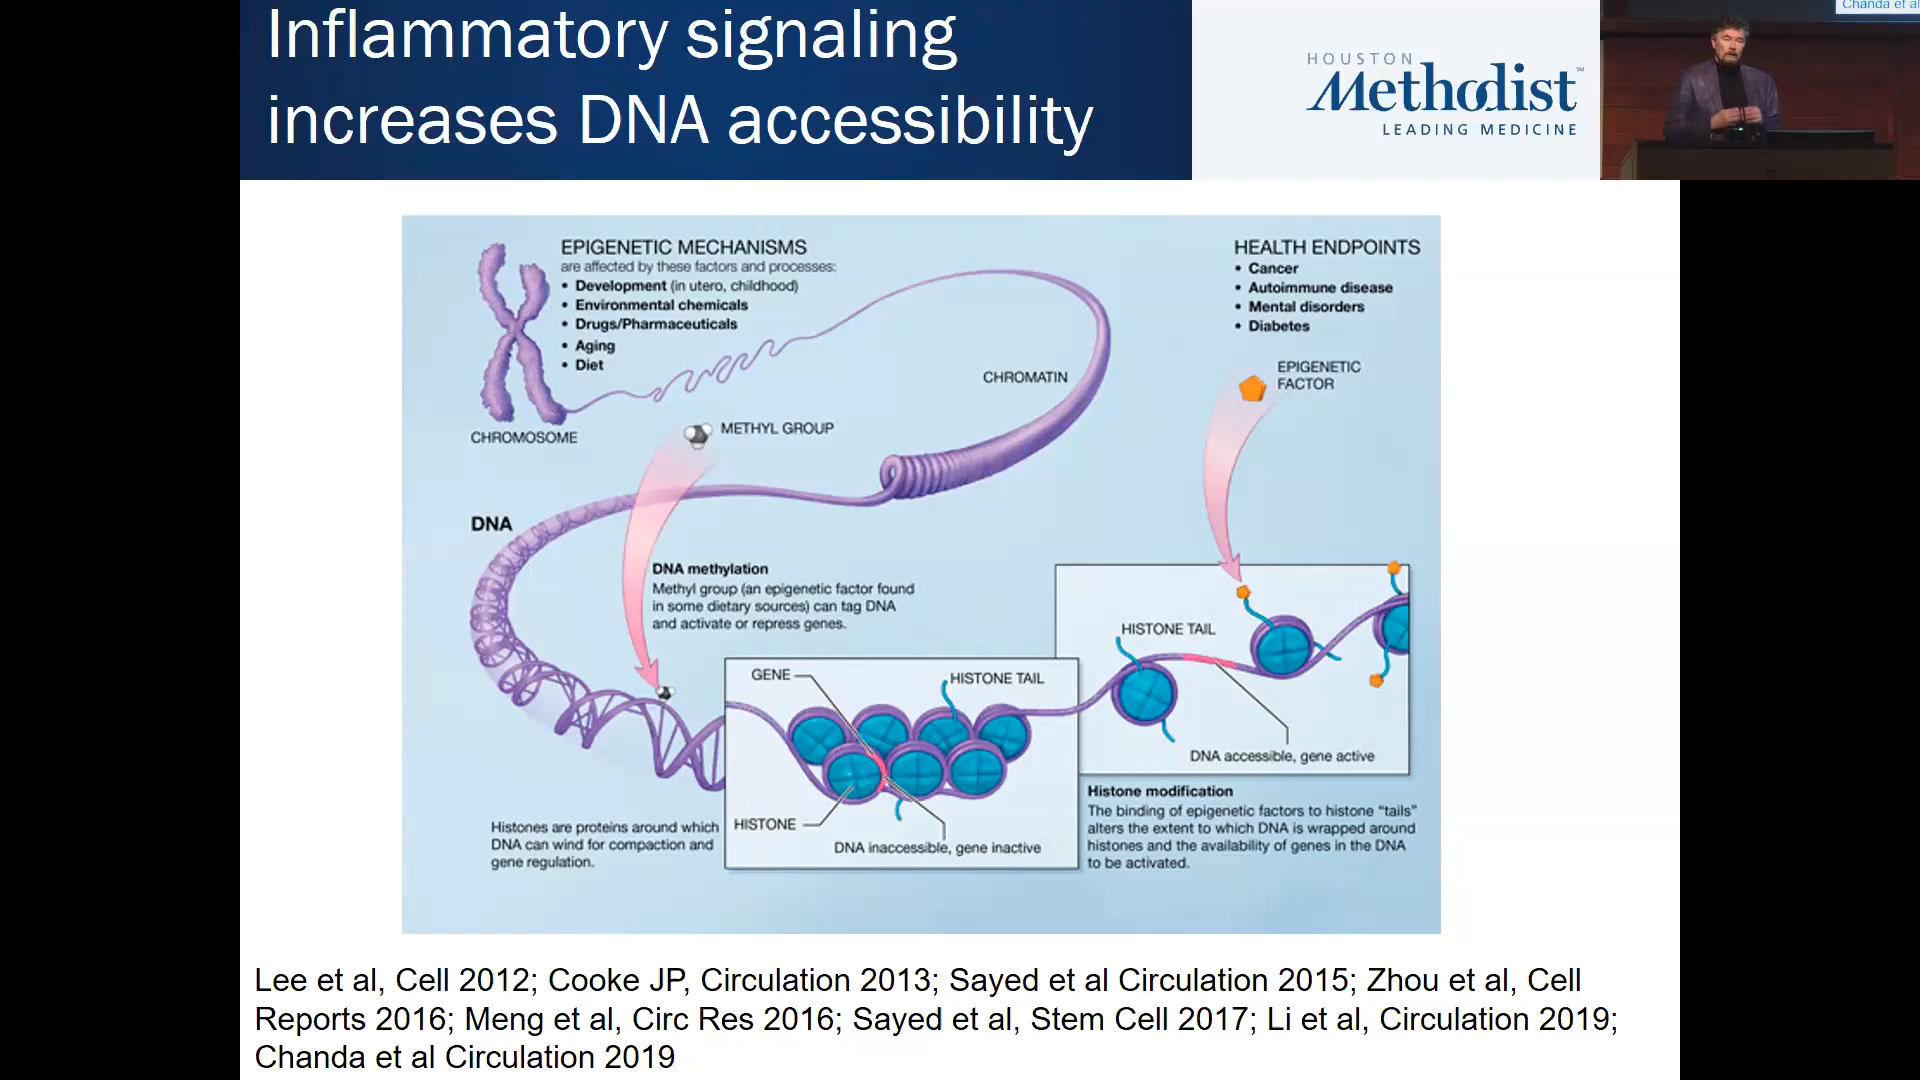 Inflammatory signaling
increases DNA accessibility
HOUSTON
Methodist
LEADING MEDICINE
Chanda et al
EPIGENETIC MECHANISMS
are affected by these factors and processes:
• Development (in utero, childhood)
• Environmental chemicals
• Drugs/Pharmaceuticals
• Aging
• Diet
HEALTH ENDPOINTS
• Cancer
• Autoimmune disease
• Mental disorders
• Diabetes
EPIGENETIC
FACTOR
CHROMATIN
CHROMOSOME
METHYL GROUP
DNA
DNA methylation
Methyl group (an epigenetic factor found
in some dietary sources) can tag DNA
and activate or repress genes.
HISTONE TAIL
DNA accessible, gene active
GENE
HISTONE TAIL
HISTONE
DNA inaccessible, gene inactive
Histones are proteins around which
DNA can wind for compaction and
gene regulation.
Histone modification
The binding of epigenetic factors to histone “tails”
alters the extent to which DNA is wrapped around
histones and the availability of genes in the DNA
to be activated.
Lee et al, Cell 2012; Cooke JP, Circulation 2013; Sayed et al Circulation 2015; Zhou et al, Cell
Reports 2016; Meng et al, Circ Res 2016; Sayed et al, Stem Cell 2017; Li et al, Circulation 2019;
Chanda et al Circulation 2019